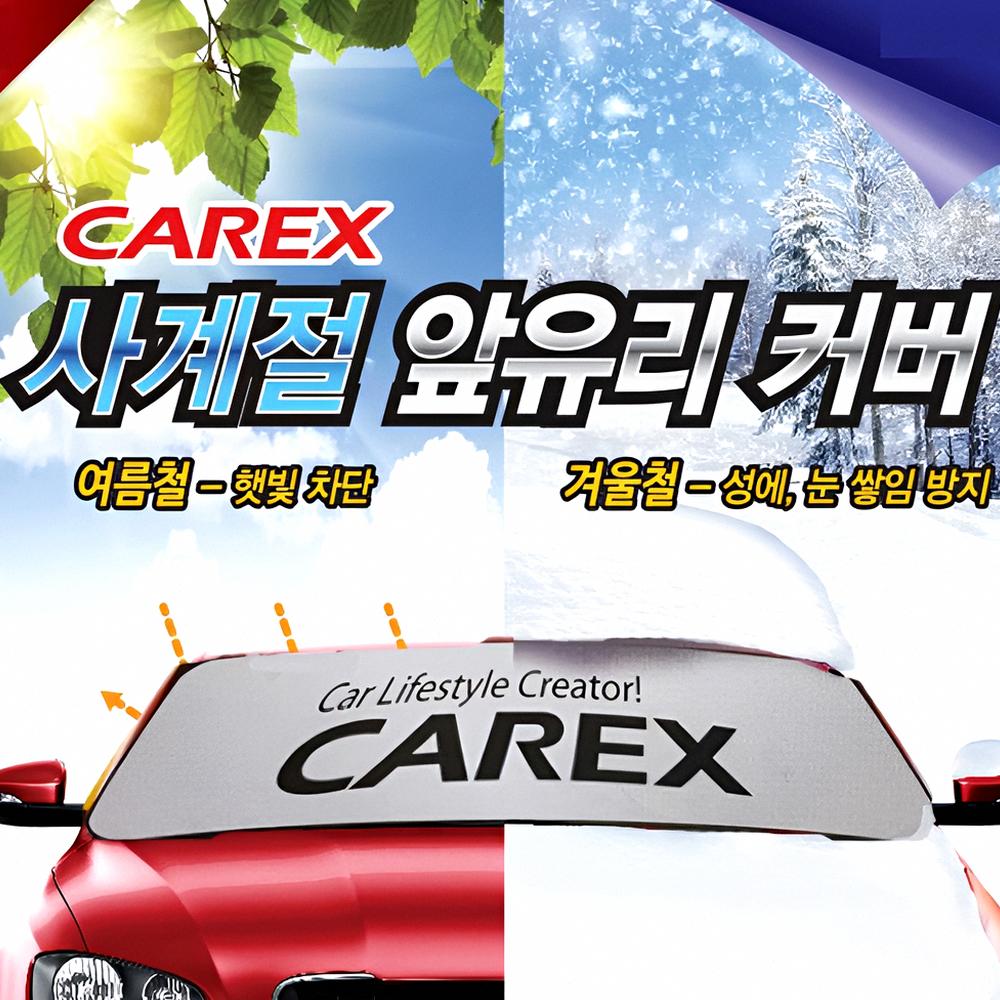 CAREX
사계절 앞유리 커버
여름철 – 햇빛 차단
겨울철 – 성에, 눈 쌓임 방지
Car Lifestyle Creator!
CAREX